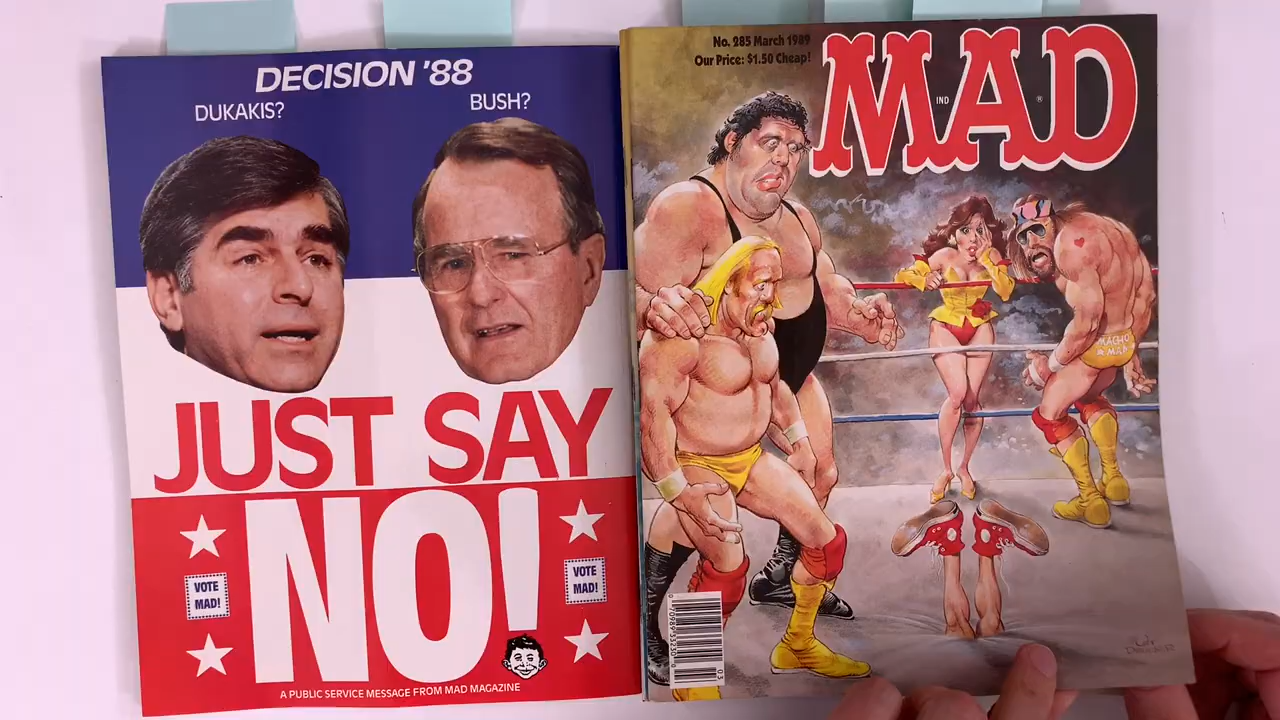 DECISION '88
DUKAKIS?
BUSH?
JUST SAY
NO!
VOTE
MAD!
VOTE
MAD!
A PUBLIC SERVICE MESSAGE FROM MAD MAGAZINE
No. 285 March 1989
Our Price: $1.50 Cheap!
MAD
IND
®
MACHO
★ MAD